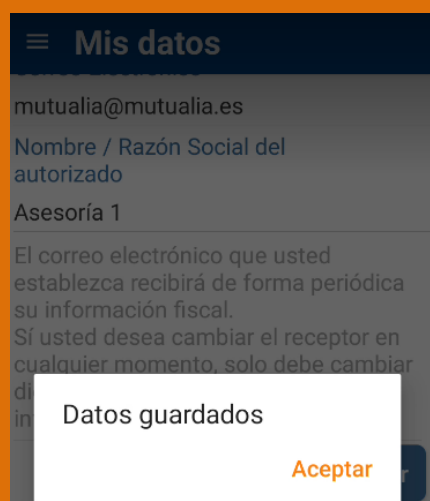 Mis datos
mutualia@mutualia.es
Nombre / Razón Social del
autorizado
Asesoría 1
El correo electrónico que usted
establezca recibirá de forma periódica
su información fiscal.
Sí usted desea cambiar el receptor en
cualquier momento, solo debe cambiar
Datos guardados
Aceptar